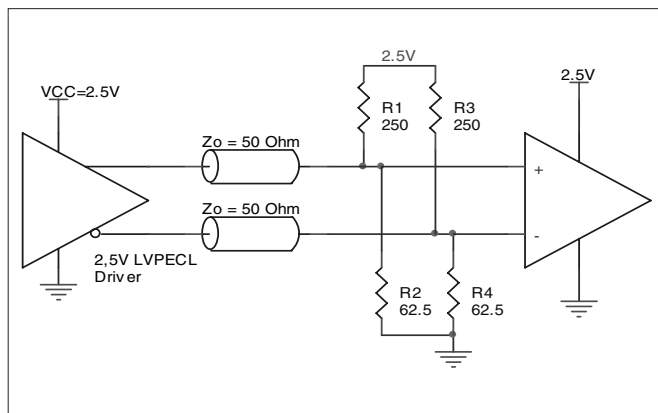 2.5V
VCC=2.5V
2.5V
R1
250
R3
250
Zo = 50 Ohm
+
Zo = 50 Ohm
-
2,5V LVPECL
Driver
R2
62.5
R4
62.5